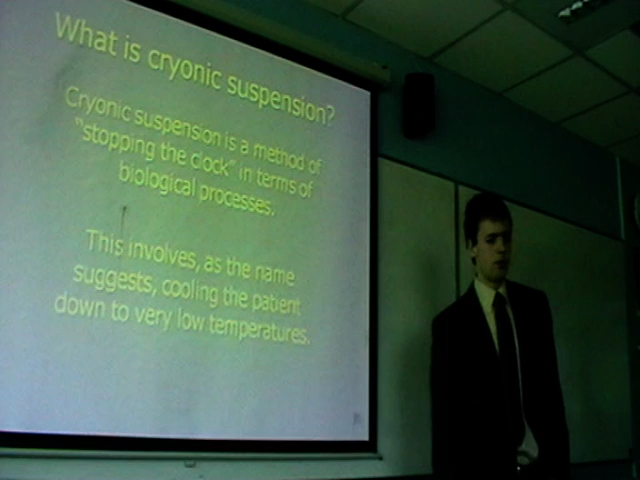 What is cryonic suspension?
Cryonic suspension is a method of
"stopping the clock" in terms of
biological processes.
This involves, as the name
suggests, cooling the patient
down to very low temperatures.